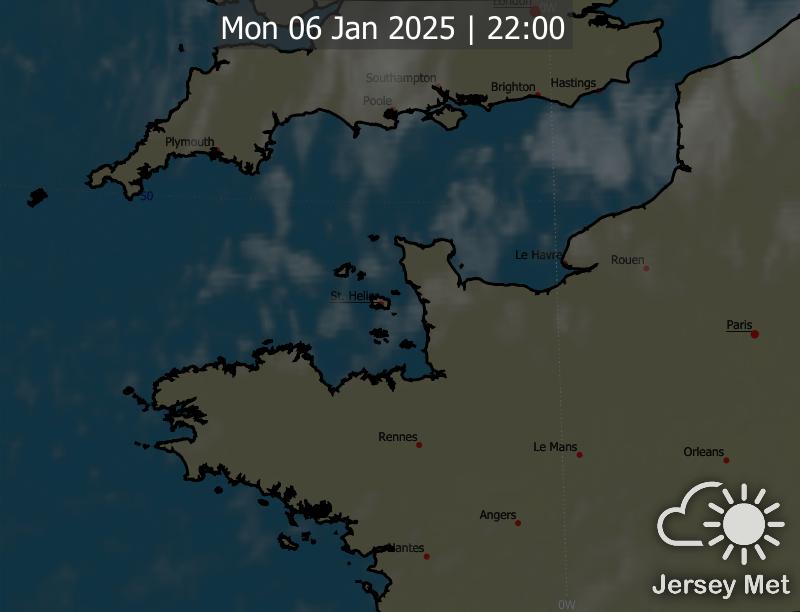 London
0W
Mon 06 Jan 2025 | 22:00
Southampton
Brighton
Hastings
Poole
Plymouth
50
Le Havre
Rouen
St. Helier
Paris
Rennes
Le Mans
Orleans
Angers
Nantes
Jersey Met
0W